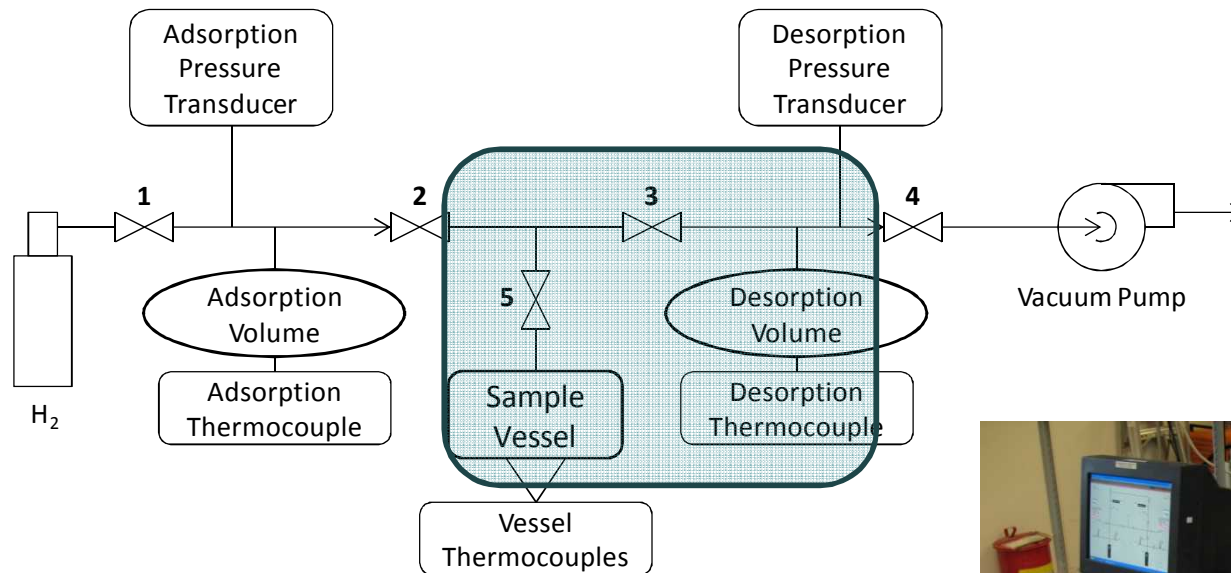 Adsorption
Pressure
Transducer
Desorption
Pressure
Transducer
1
2
3
4
5
Adsorption
Volume
Desorption
Volume
Vacuum Pump
H₂
Adsorption
Thermocouple
Sample
Vessel
Desorption
Thermocouple
Vessel
Thermocouples